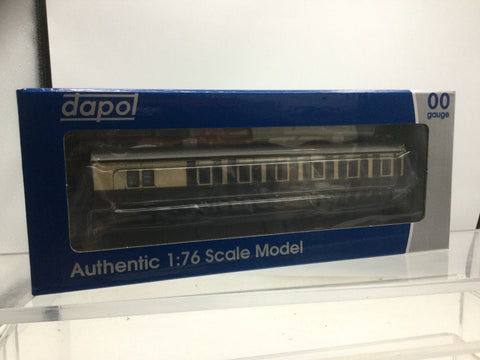 dapol
00
gauge
Authentic 1:76 Scale Model